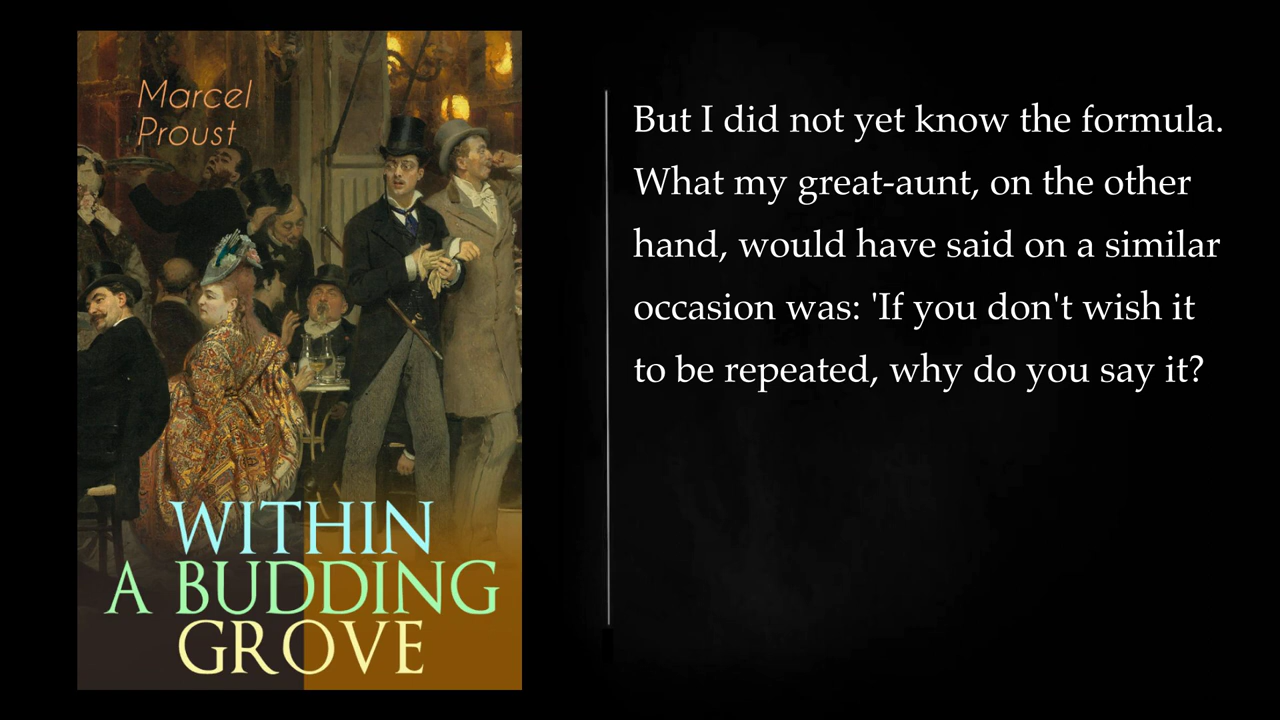 Marcel
Proust
WITHIN
A BUDDING
GROVE
But I did not yet know the formula.
What my great-aunt, on the other
hand, would have said on a similar
occasion was: 'If you don't wish it
to be repeated, why do you say it?